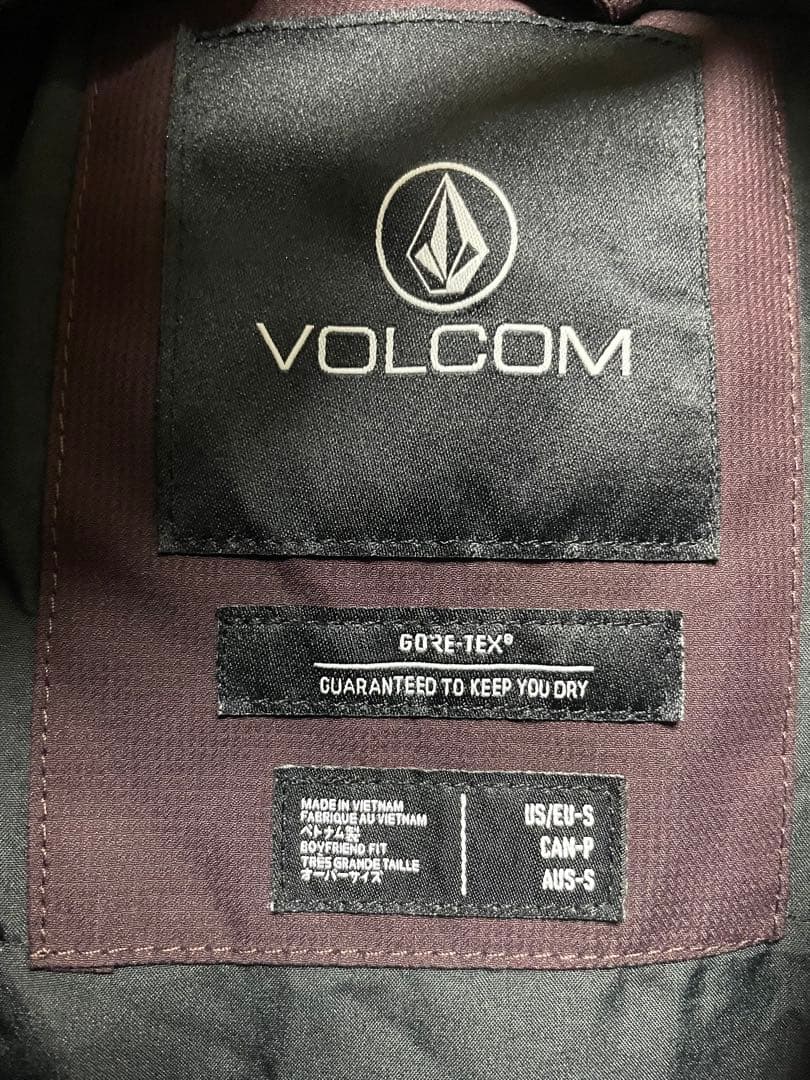 VOLCOM
GORE-TEX®
GUARANTEED TO KEEP YOU DRY
MADE IN VIETNAM
FABRIQUE AU VIETNAM
ベトナム製
BOYFRIEND FIT
TRÈS GRANDE TAILLE
オーバーサイズ
US/EU-S
CAN-P
AUS-S